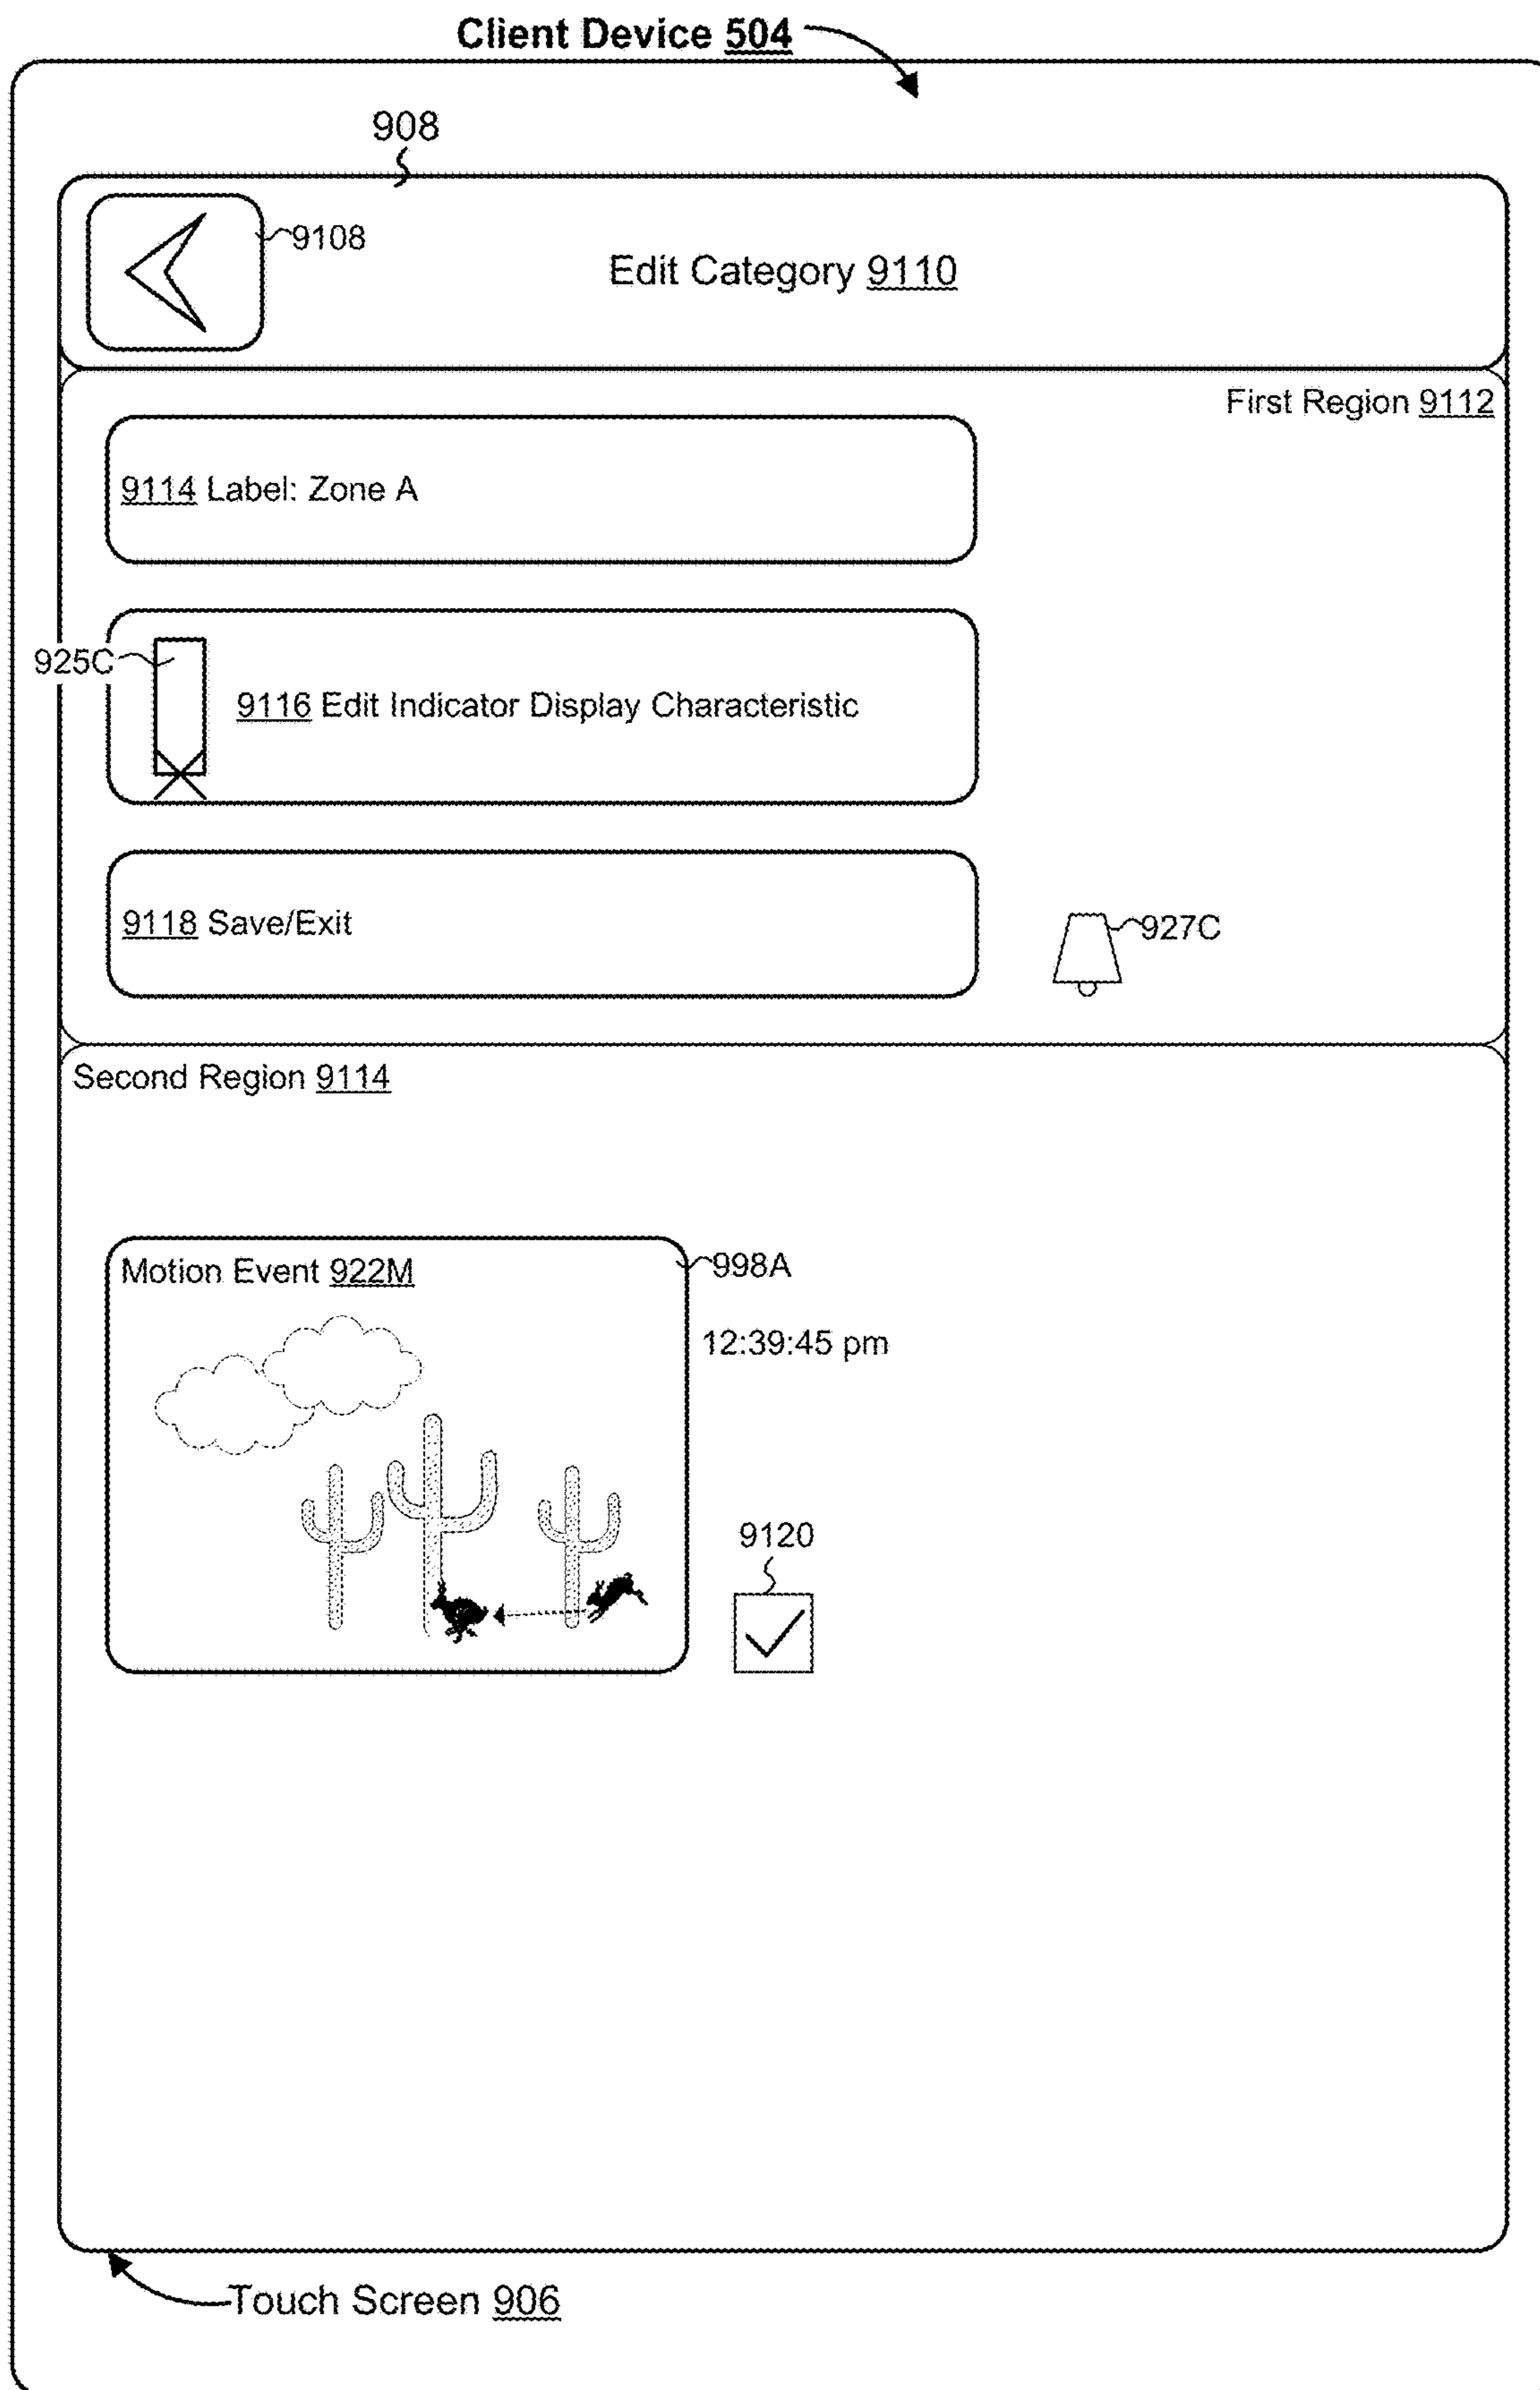 Client Device 504
908
9108
Edit Category 9110
First Region 9112
9114 Label: Zone A
925C
9116 Edit Indicator Display Characteristic
9118 Save/Exit
927C
Second Region 9114
Motion Event 922M
998A
12:39:45 pm
9120
Touch Screen 906